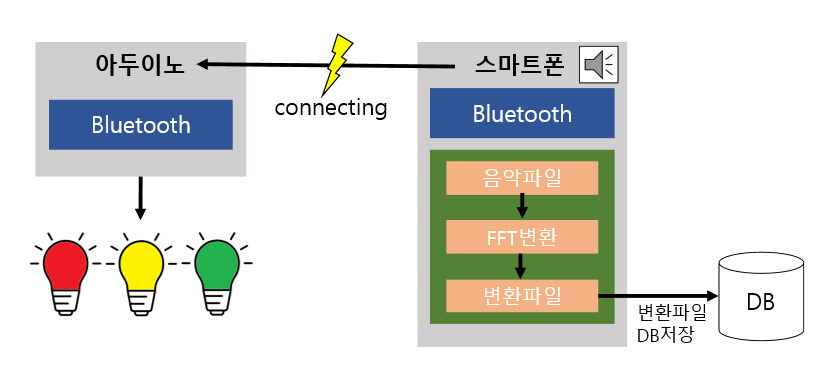 아두이노
Bluetooth
connecting
스마트폰
Bluetooth
음악파일
FFT변환
변환파일
변환파일
DB저장
DB